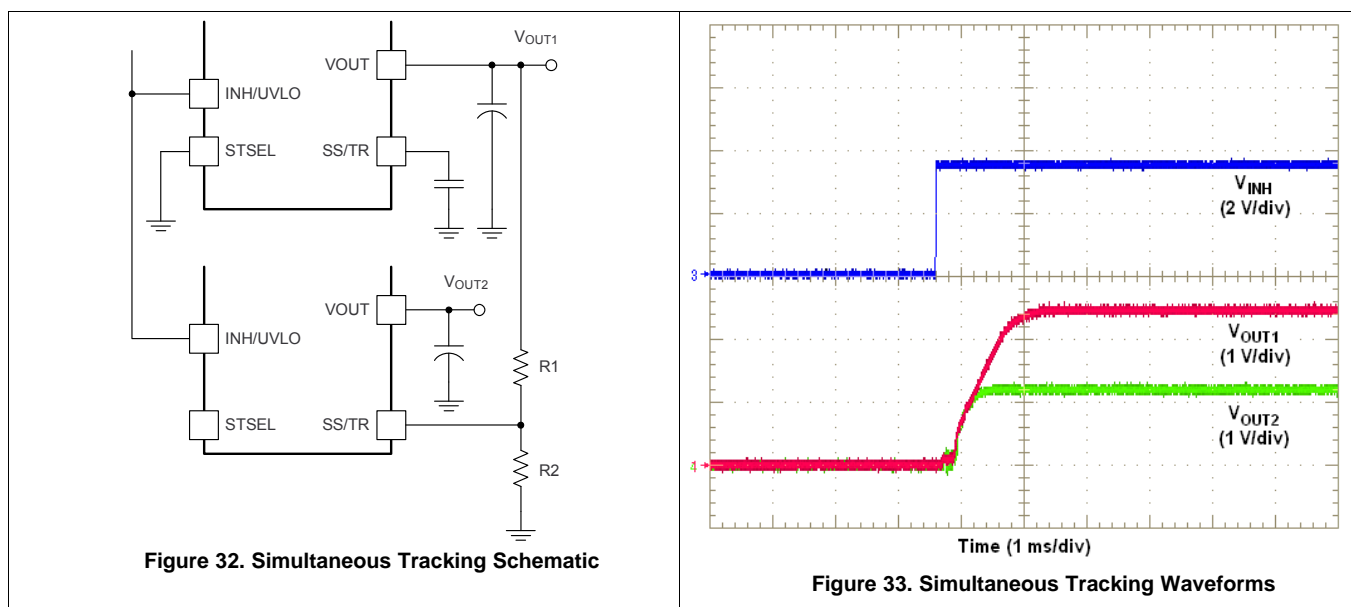 VOUT1
VOUT
INH/UVLO
STSEL
SS/TR
VOUT2
VOUT
INH/UVLO
R1
STSEL
SS/TR
R2
Figure 32. Simultaneous Tracking Schematic
VINH
(2 V/div)
3
VOUT1
(1 V/div)
VOUT2
(1 V/div)
Time (1 ms/div)
Figure 33. Simultaneous Tracking Waveforms